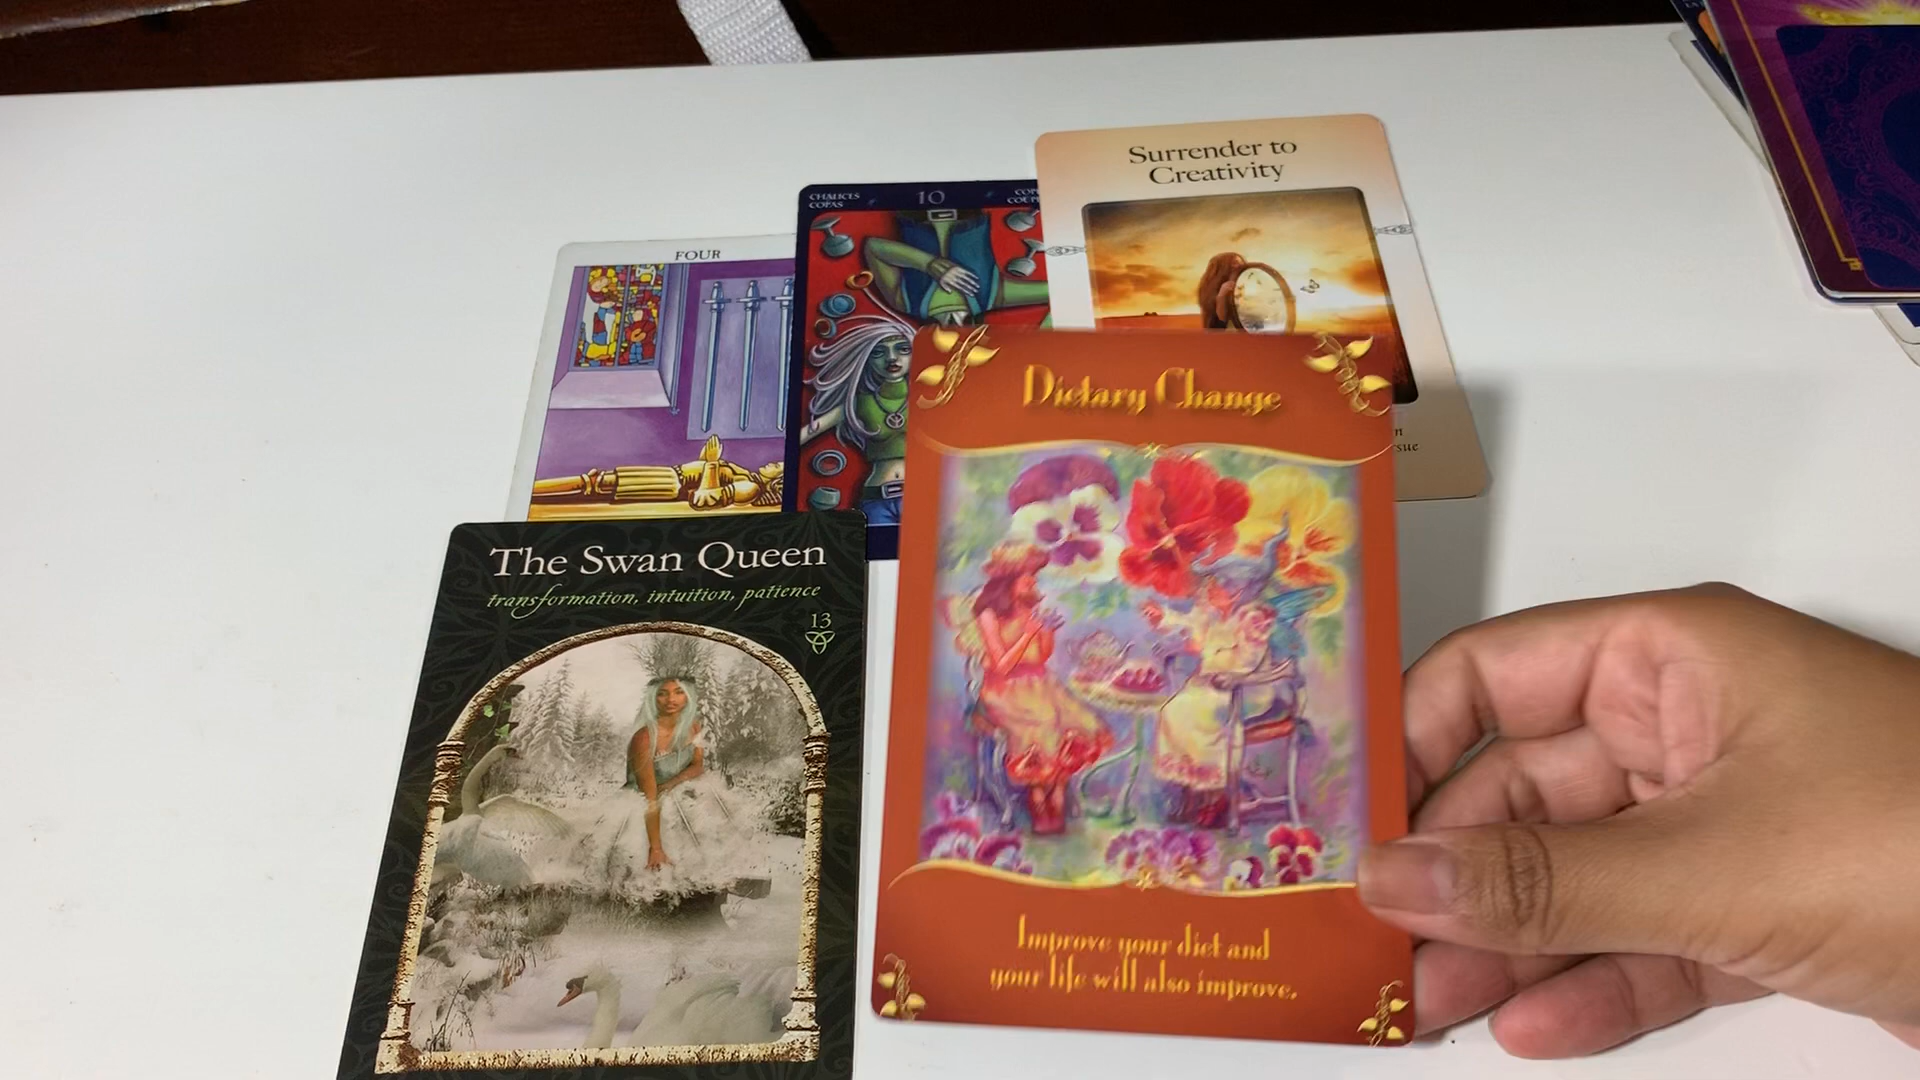 Surrender to
Creativity
CHALICES
COPAS
10
FOUR
Dietary Change
The Swan Queen
transformation, intuition, patience
13
Improve your diet and
your life will also improve.